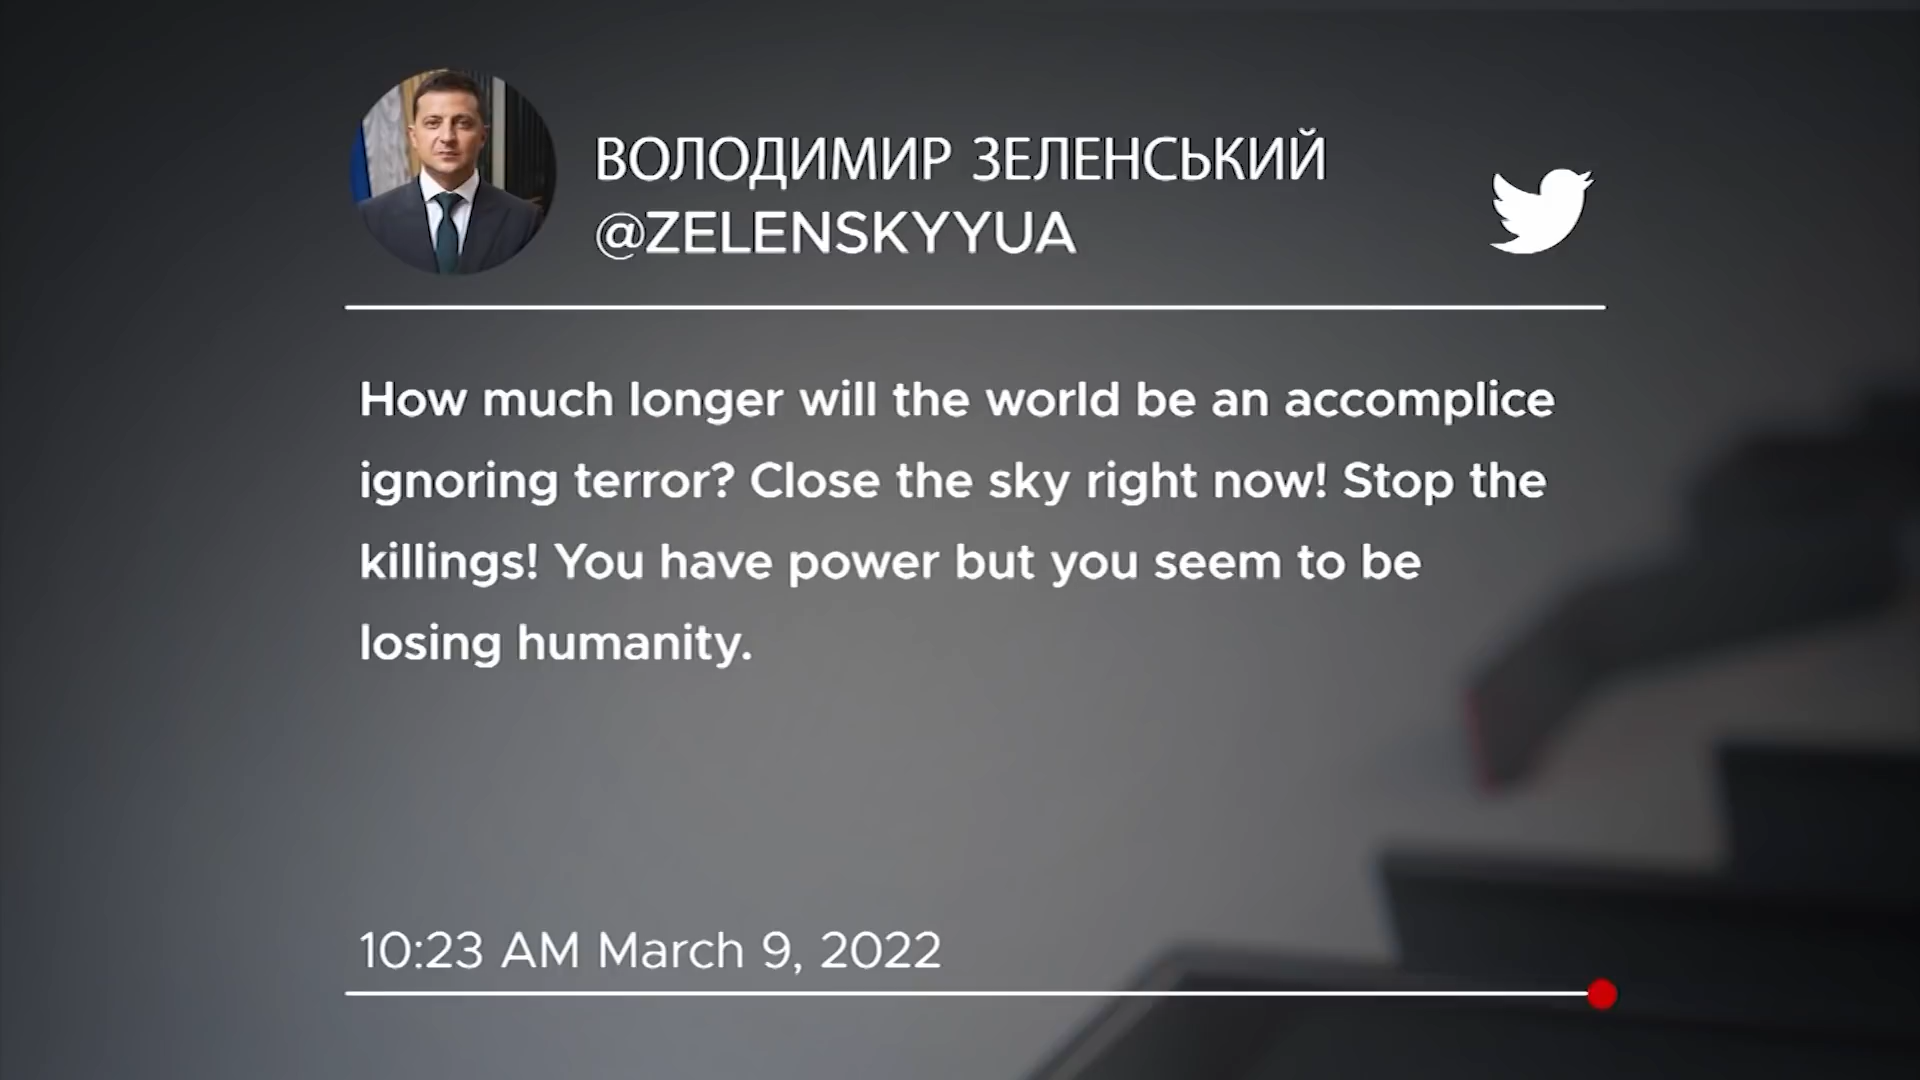 ВОЛОДИМИР ЗЕЛЕНСЬКИЙ
@ZELENSKYYUA
How much longer will the world be an accomplice
ignoring terror? Close the sky right now! Stop the
killings! You have power but you seem to be
losing humanity.
10:23 AM March 9, 2022